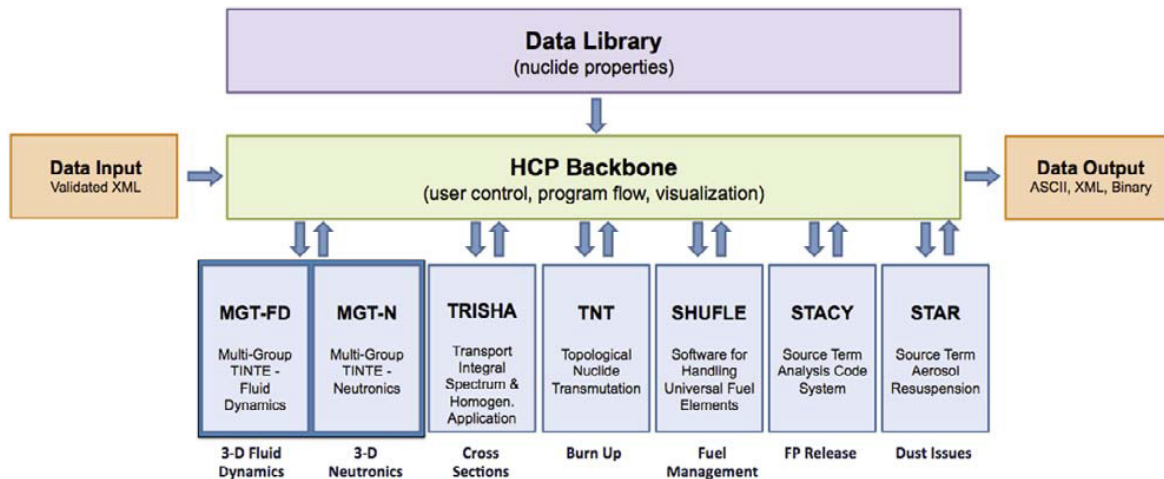 Data Library
(nuclide properties)
Data Input
Validated XML
HCP Backbone
(user control, program flow, visualization)
Data Output
ASCII, XML, Binary
MGT-FD
Multi-Group
TINTE -
Fluid
Dynamics
MGT-N
Multi-Group
TINTE -
Neutronics
TRISHA
Transport
Integral
Spectrum &
Homogen.
Application
TNT
Topological
Nuclide
Transmutation
SHUFLE
Software for
Handling
Universal Fuel
Elements
STACY
Source Term
Analysis Code
System
STAR
Source Term
Aerosol
Resuspension
3-D Fluid
Dynamics
3-D
Neutronics
Cross
Sections
Burn Up
Fuel
Management
FP Release
Dust Issues